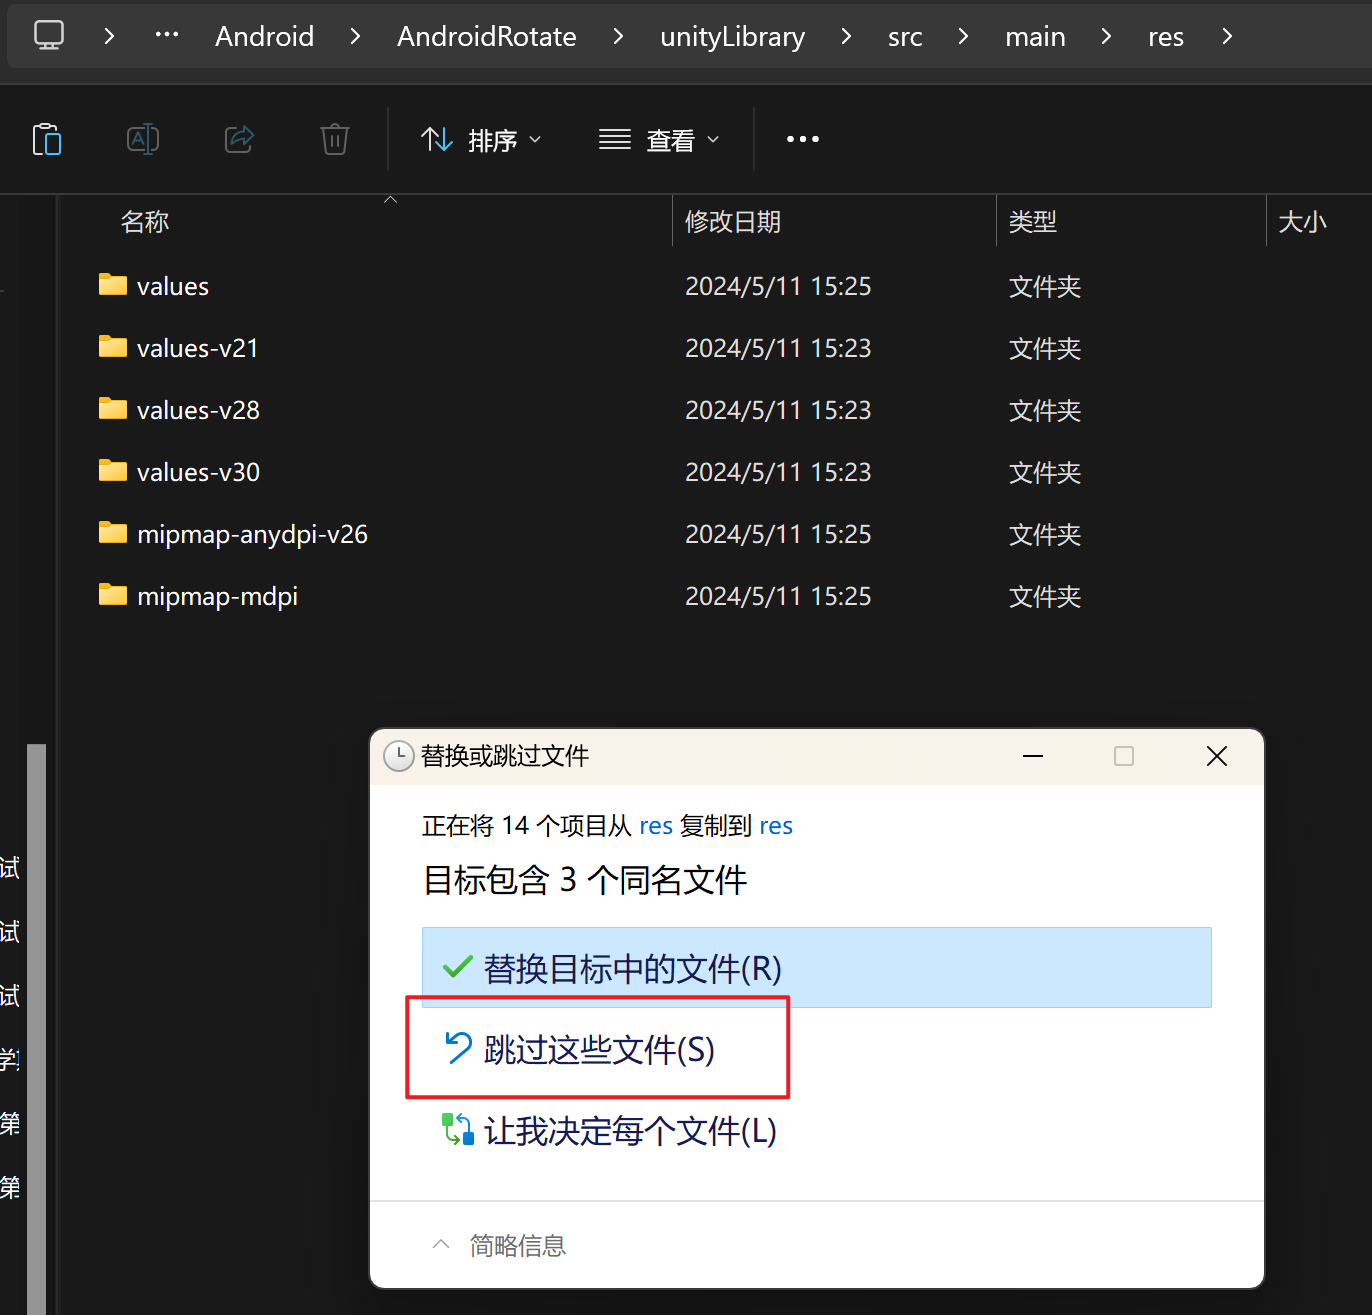 Android > AndroidRotate > unityLibrary > src > main > res >
排序 查看
名称 修改日期 类型 大小
values 2024/5/11 15:25 文件夹
values-v21 2024/5/11 15:23 文件夹
values-v28 2024/5/11 15:23 文件夹
values-v30 2024/5/11 15:23 文件夹
mipmap-anydpi-v26 2024/5/11 15:25 文件夹
mipmap-mdpi 2024/5/11 15:25 文件夹
替换或跳过文件
正在将 14 个项目从 res 复制到 res
目标包含 3 个同名文件
替换目标中的文件(R)
跳过这些文件(S)
让我决定每个文件(L)
简略信息
试
试
试
学
第
第